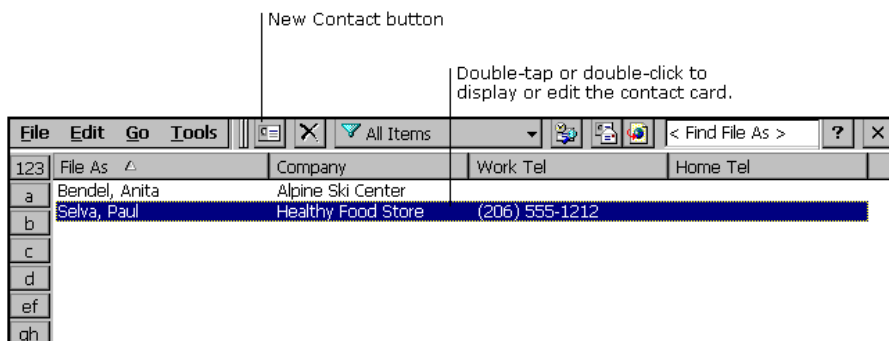 New Contact button
Double-tap or double-click to
display or edit the contact card.
File Edit Go Tools All Items < Find File As > ? ×
123 File As Company Work Tel Home Tel
a Bendel, Anita Alpine Ski Center
b Selva, Paul Healthy Food Store (206) 555-1212
c
d
ef
gh